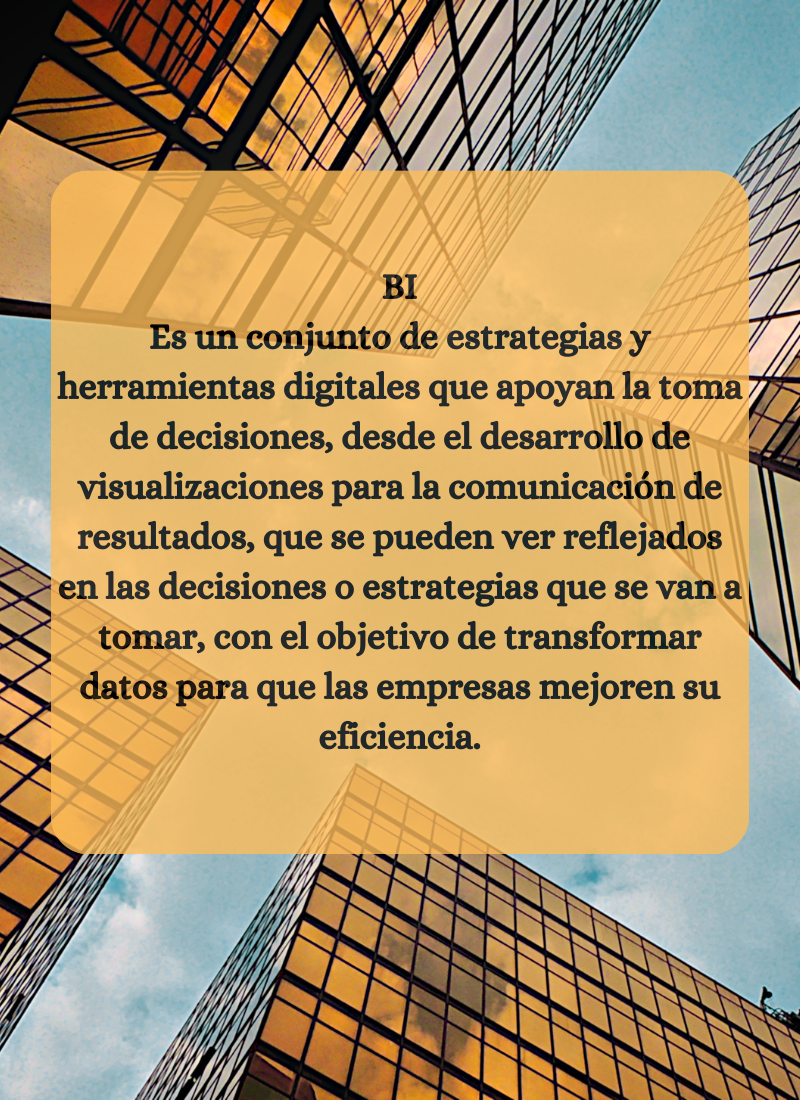 BI
Es un conjunto de estrategias y
herramientas digitales que apoyan la toma
de decisiones, desde el desarrollo de
visualizaciones para la comunicación de
resultados, que se pueden ver reflejados
en las decisiones o estrategias que se van a
tomar, con el objetivo de transformar
datos para que las empresas mejoren su
eficiencia.